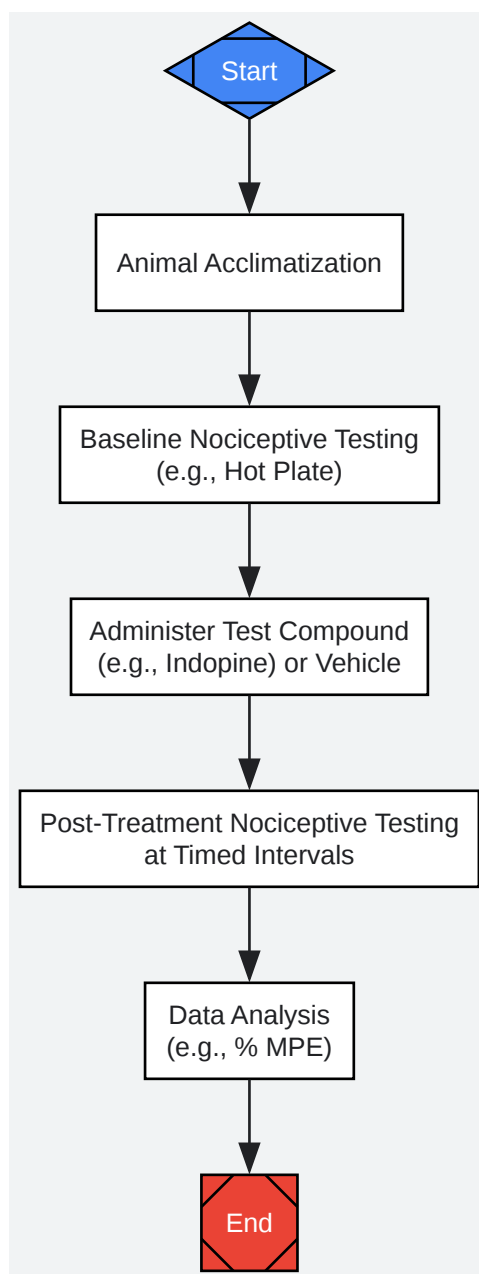 Start
Animal Acclimatization
Baseline Nociceptive Testing
(e.g., Hot Plate)
Administer Test Compound
(e.g., Indopine) or Vehicle
Post-Treatment Nociceptive Testing
at Timed Intervals
Data Analysis
(e.g., % MPE)
End